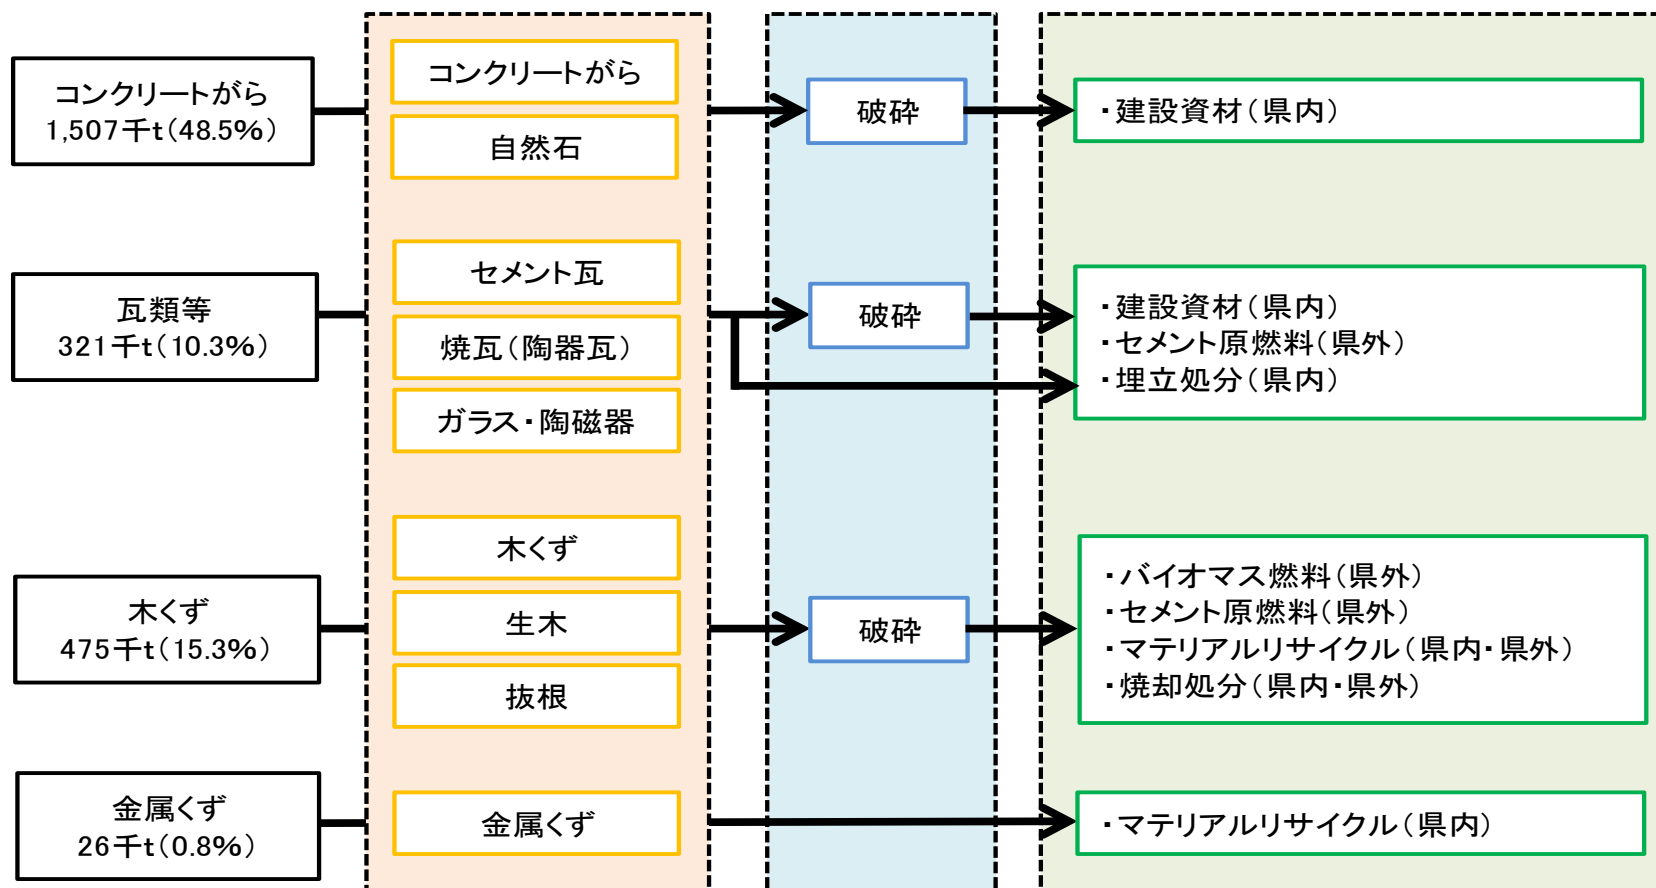 コンクリートがら
1,507千t(48.5%)
コンクリートがら
自然石
破砕
・建設資材(県内)
瓦類等
321千t(10.3%)
セメント瓦
焼瓦(陶器瓦)
ガラス・陶磁器
破砕
・建設資材(県内)
・セメント原燃料(県外)
・埋立処分(県内)
木くず
475千t(15.3%)
木くず
生木
抜根
破砕
・バイオマス燃料(県外)
・セメント原燃料(県外)
・マテリアルリサイクル(県内・県外)
・焼却処分(県内・県外)
金属くず
26千t(0.8%)
金属くず
・マテリアルリサイクル(県内)